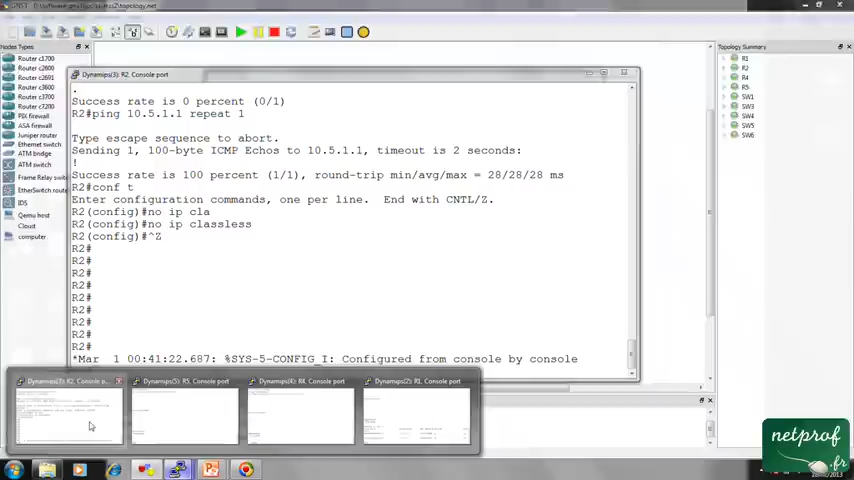 Nodes Types
Router c1700
Router c2600
Router c2691
Router c3600
Router c3700
Router c7200
PIX firewall
ASA firewall
Juniper router
Ethernet switch
ATM bridge
ATM switch
Frame Relay switch
EtherSwitch router
IDS
Qemu host
Cloud
computer
Dynamips(3): R2, Console port
.
Success rate is 0 percent (0/1)
R2#ping 10.5.1.1 repeat 1
Type escape sequence to abort.
Sending 1, 100-byte ICMP Echos to 10.5.1.1, timeout is 2 seconds:
!
Success rate is 100 percent (1/1), round-trip min/avg/max = 28/28/28 ms
R2#conf t
Enter configuration commands, one per line.  End with CNTL/Z.
R2(config)#no ip cla
R2(config)#no ip classless
R2(config)#^Z
R2#
R2#
R2#
R2#
R2#
R2#
R2#
R2#
R2#
*Mar  1 00:41:22.687: %SYS-5-CONFIG_I: Configured from console by console
Topology Summary
R1
R2
R4
R5
SW1
SW3
SW4
SW5
SW6
Dynamips(3): R2, Console p...
Dynamips(5): R5, Console port
Dynamips(4): R4, Console port
Dynamips(2): R1, Console port
netprof
.fr